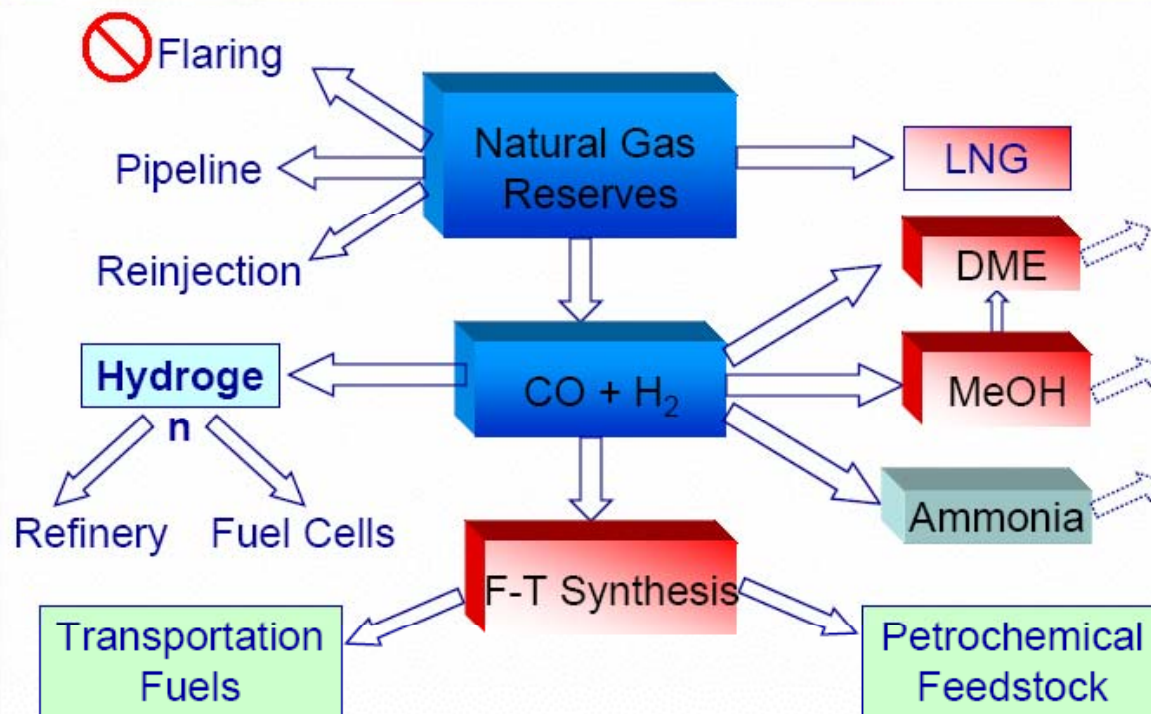 Flaring
Natural Gas
Reserves
LNG
Pipeline
Reinjection
DME
Hydroge
n
CO + H₂
MeOH
Ammonia
Refinery
Fuel Cells
F-T Synthesis
Transportation
Fuels
Petrochemical
Feedstock